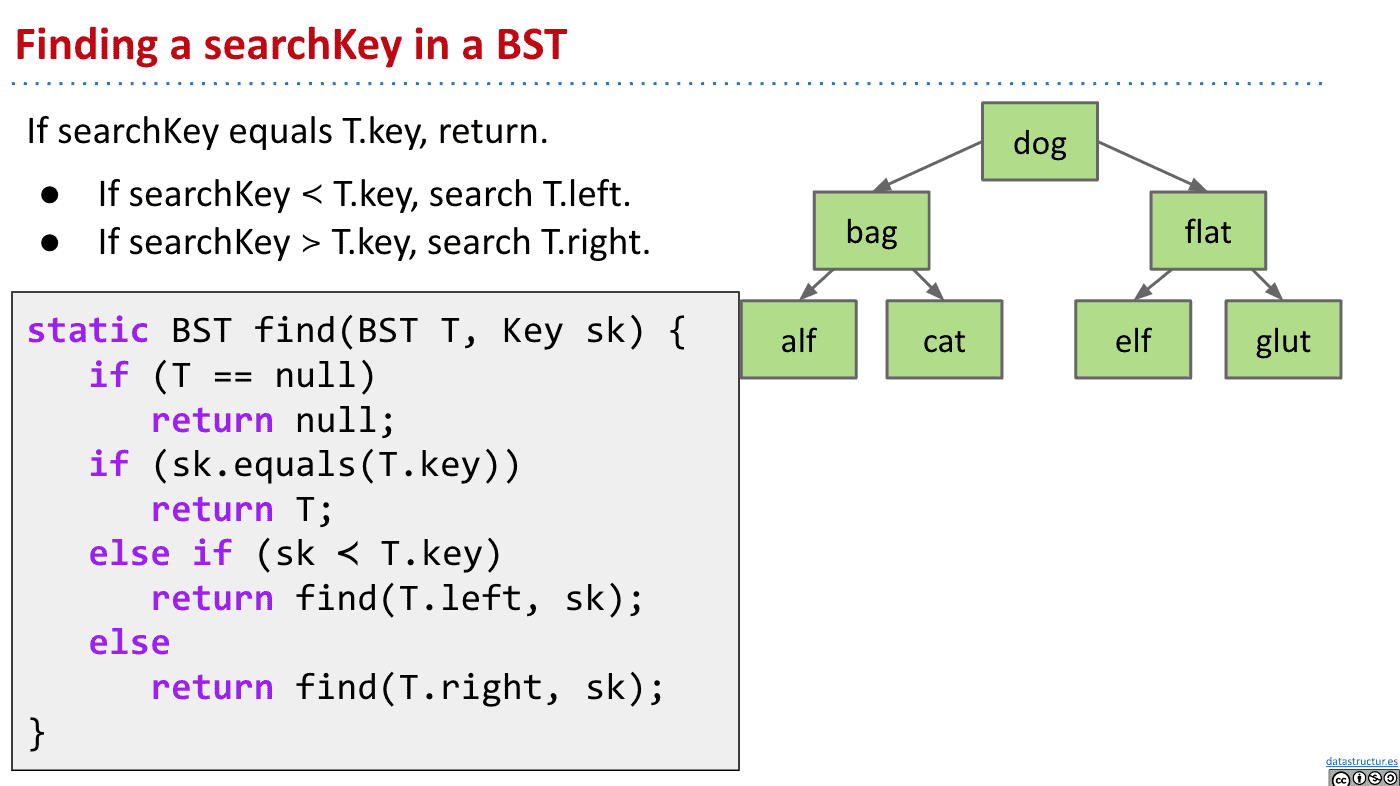 Finding a searchKey in a BST
If searchKey equals T.key, return.
● If searchKey ≺ T.key, search T.left.
● If searchKey ≻ T.key, search T.right.
static BST find(BST T, Key sk) {
   if (T == null)
      return null;
   if (sk.equals(T.key))
      return T;
   else if (sk ≺ T.key)
      return find(T.left, sk);
   else
      return find(T.right, sk);
}
dog
bag flat
alf cat elf glut
datastructur.es